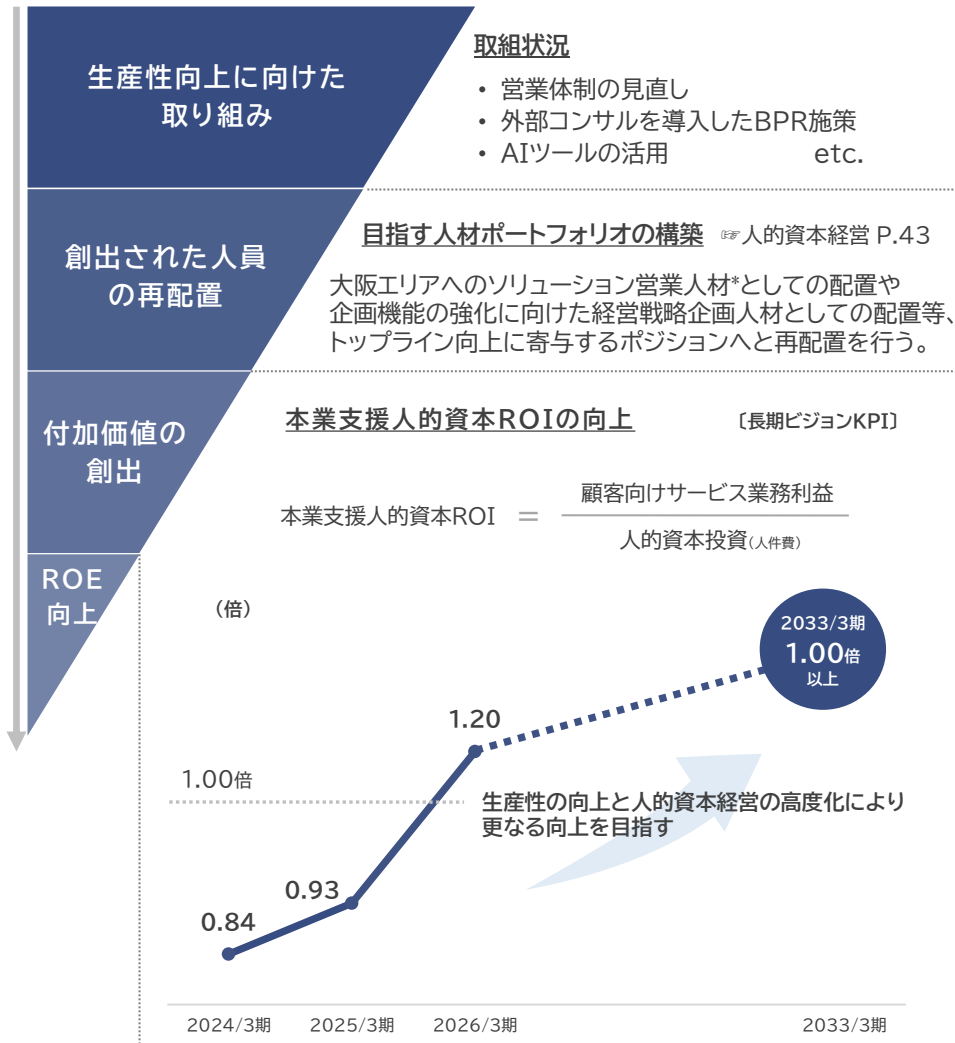 生産性向上に向けた
取り組み
取組状況
・ 営業体制の見直し
・ 外部コンサルを導入したBPR施策
・ AIツールの活用 etc.
創出された人員
の再配置
目指す人材ポートフォリオの構築 ☞人的資本経営 P.43
大阪エリアへのソリューション営業人材*としての配置や
企画機能の強化に向けた経営戦略企画人材としての配置等、
トップライン向上に寄与するポジションへと再配置を行う。
付加価値の
創出
本業支援人的資本ROIの向上 〔長期ビジョンKPI〕
本業支援人的資本ROI ＝ 顧客向けサービス業務利益
人的資本投資(人件費)
ROE
向上
（倍）
2033/3期
1.00倍
以上
1.20
1.00倍
生産性の向上と人的資本経営の高度化により
更なる向上を目指す
0.93
0.84
2024/3期 2025/3期 2026/3期 2033/3期